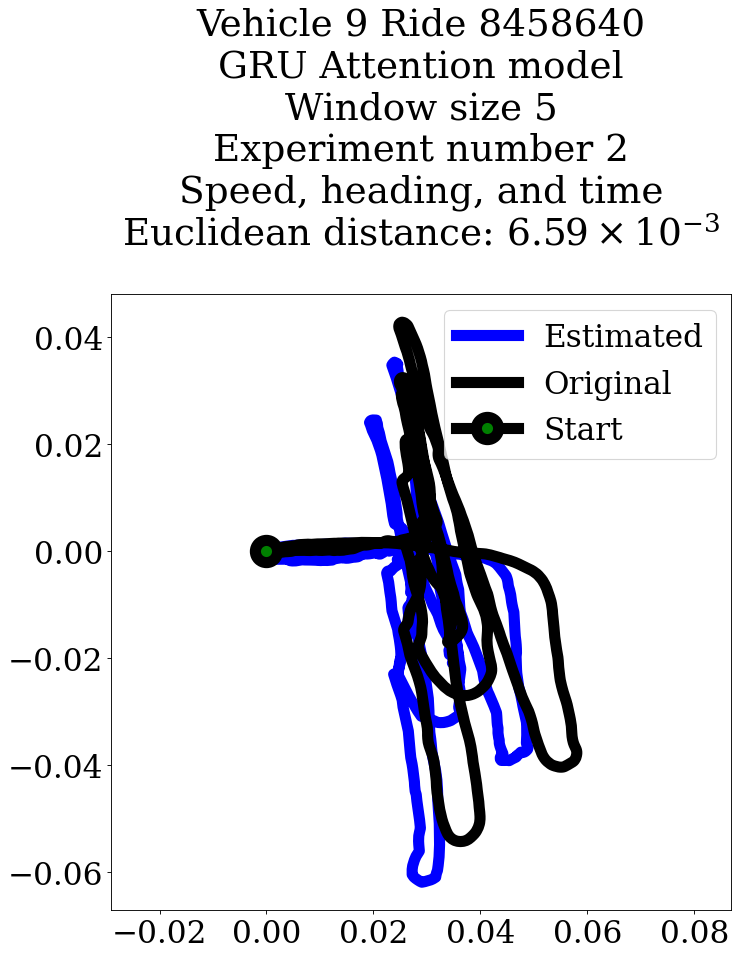 Vehicle 9 Ride 8458640
GRU Attention model
Window size 5
Experiment number 2
Speed, heading, and time
Euclidean distance: 6.59 × 10⁻³
Estimated
Original
Start
0.04
0.02
0.00
−0.02
−0.04
−0.06
−0.02 0.00 0.02 0.04 0.06 0.08